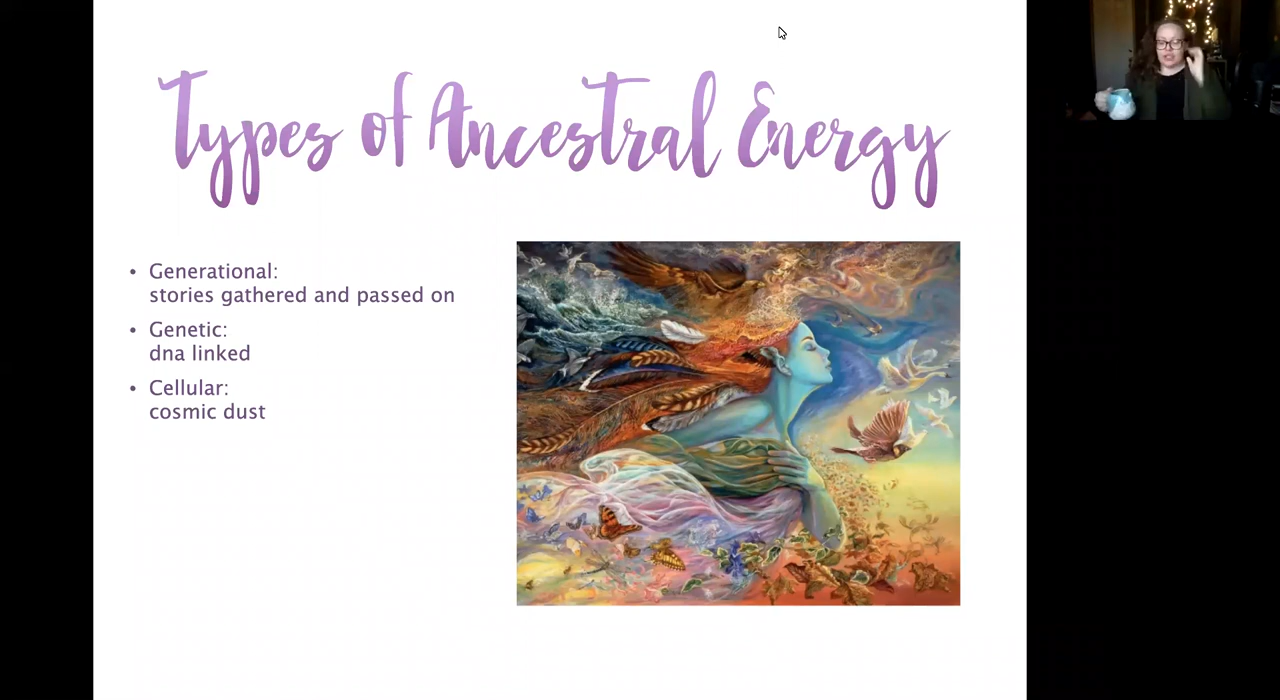 Types of Ancestral Energy
• Generational:
stories gathered and passed on
• Genetic:
dna linked
• Cellular:
cosmic dust